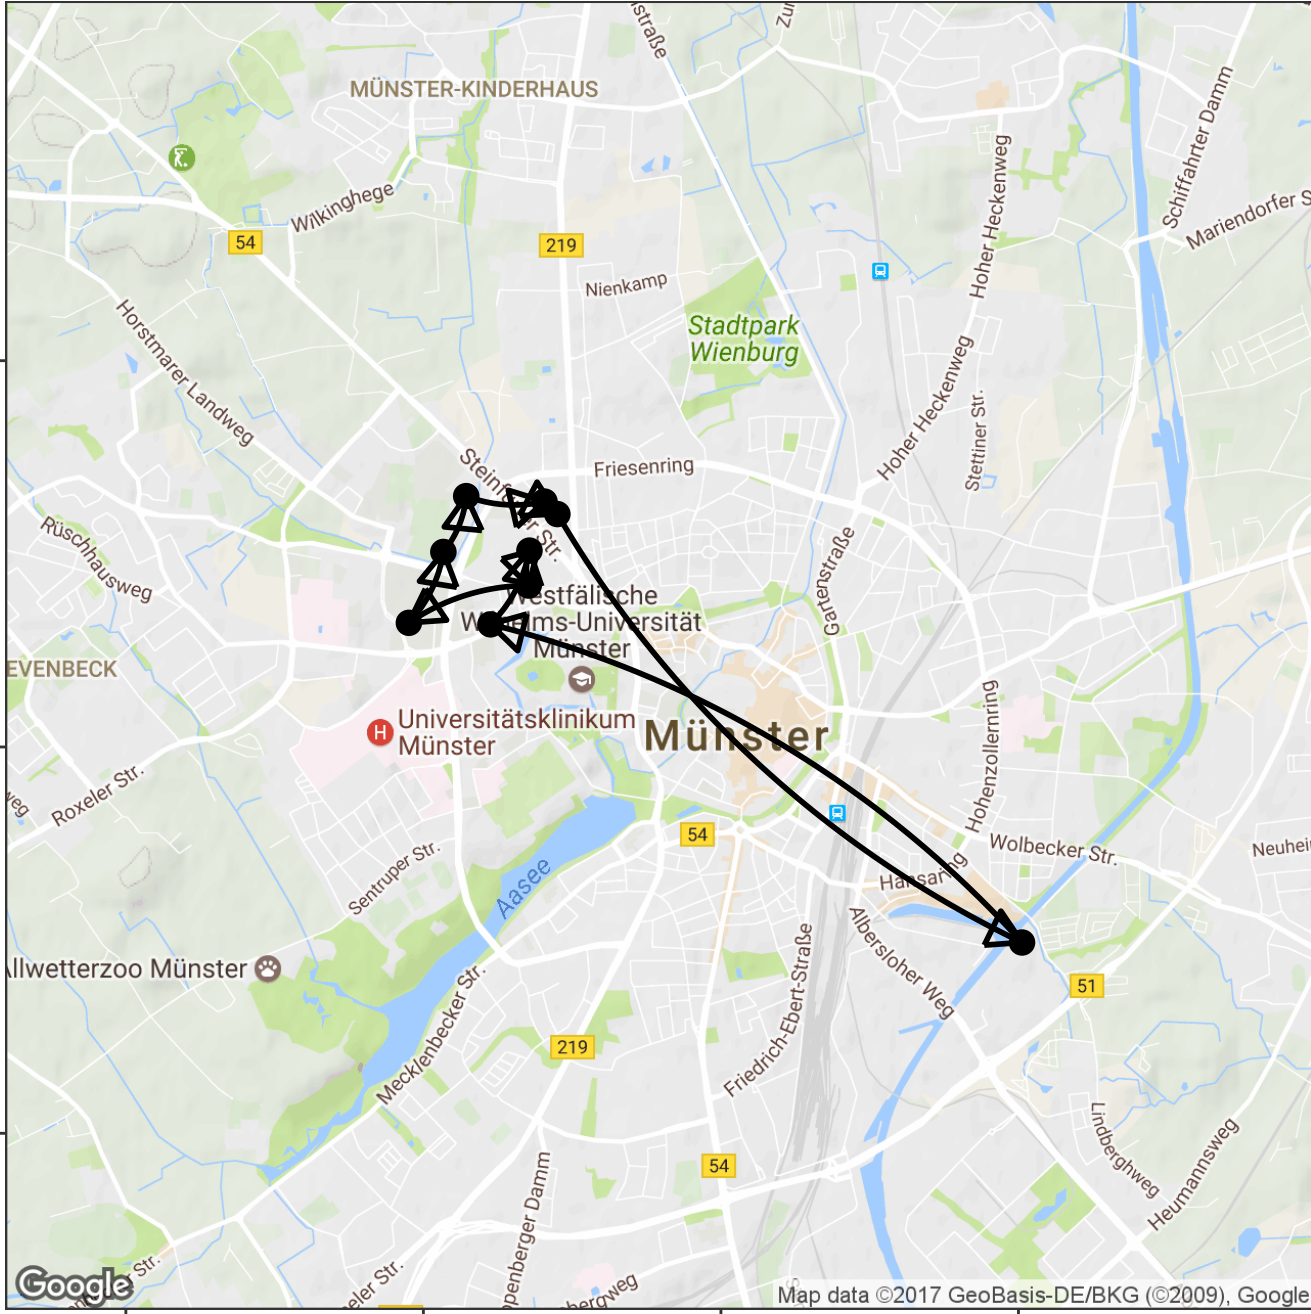 MÜNSTER-KINDERHAUS
Wilkinghege
54
219
Nienkamp
Stadtpark
Wienburg
Hoher Heckenweg
Schiffahrter Damm
Mariendorfer S
Horstmarer Landweg
Hoher Heckenweg
Stettiner Str.
Friesenring
Rüschhausweg
Gartenstraße
Westfälische
Münster
EVENBECK
H
Universitätsklinikum
Münster
Münster
Hohenzollernring
Roxeler Str.
weg
54
Wolbecker Str.
Neuhei
Sentruper Str.
Aasee
Hansaring
Albersloher Weg
Allwetterzoo Münster
51
Mecklenbecker Str.
Friedrich-Ebert-Straße
219
Lindberghweg
Heumannsweg
54
Google
Map data ©2017 GeoBasis-DE/BKG (©2009), Google